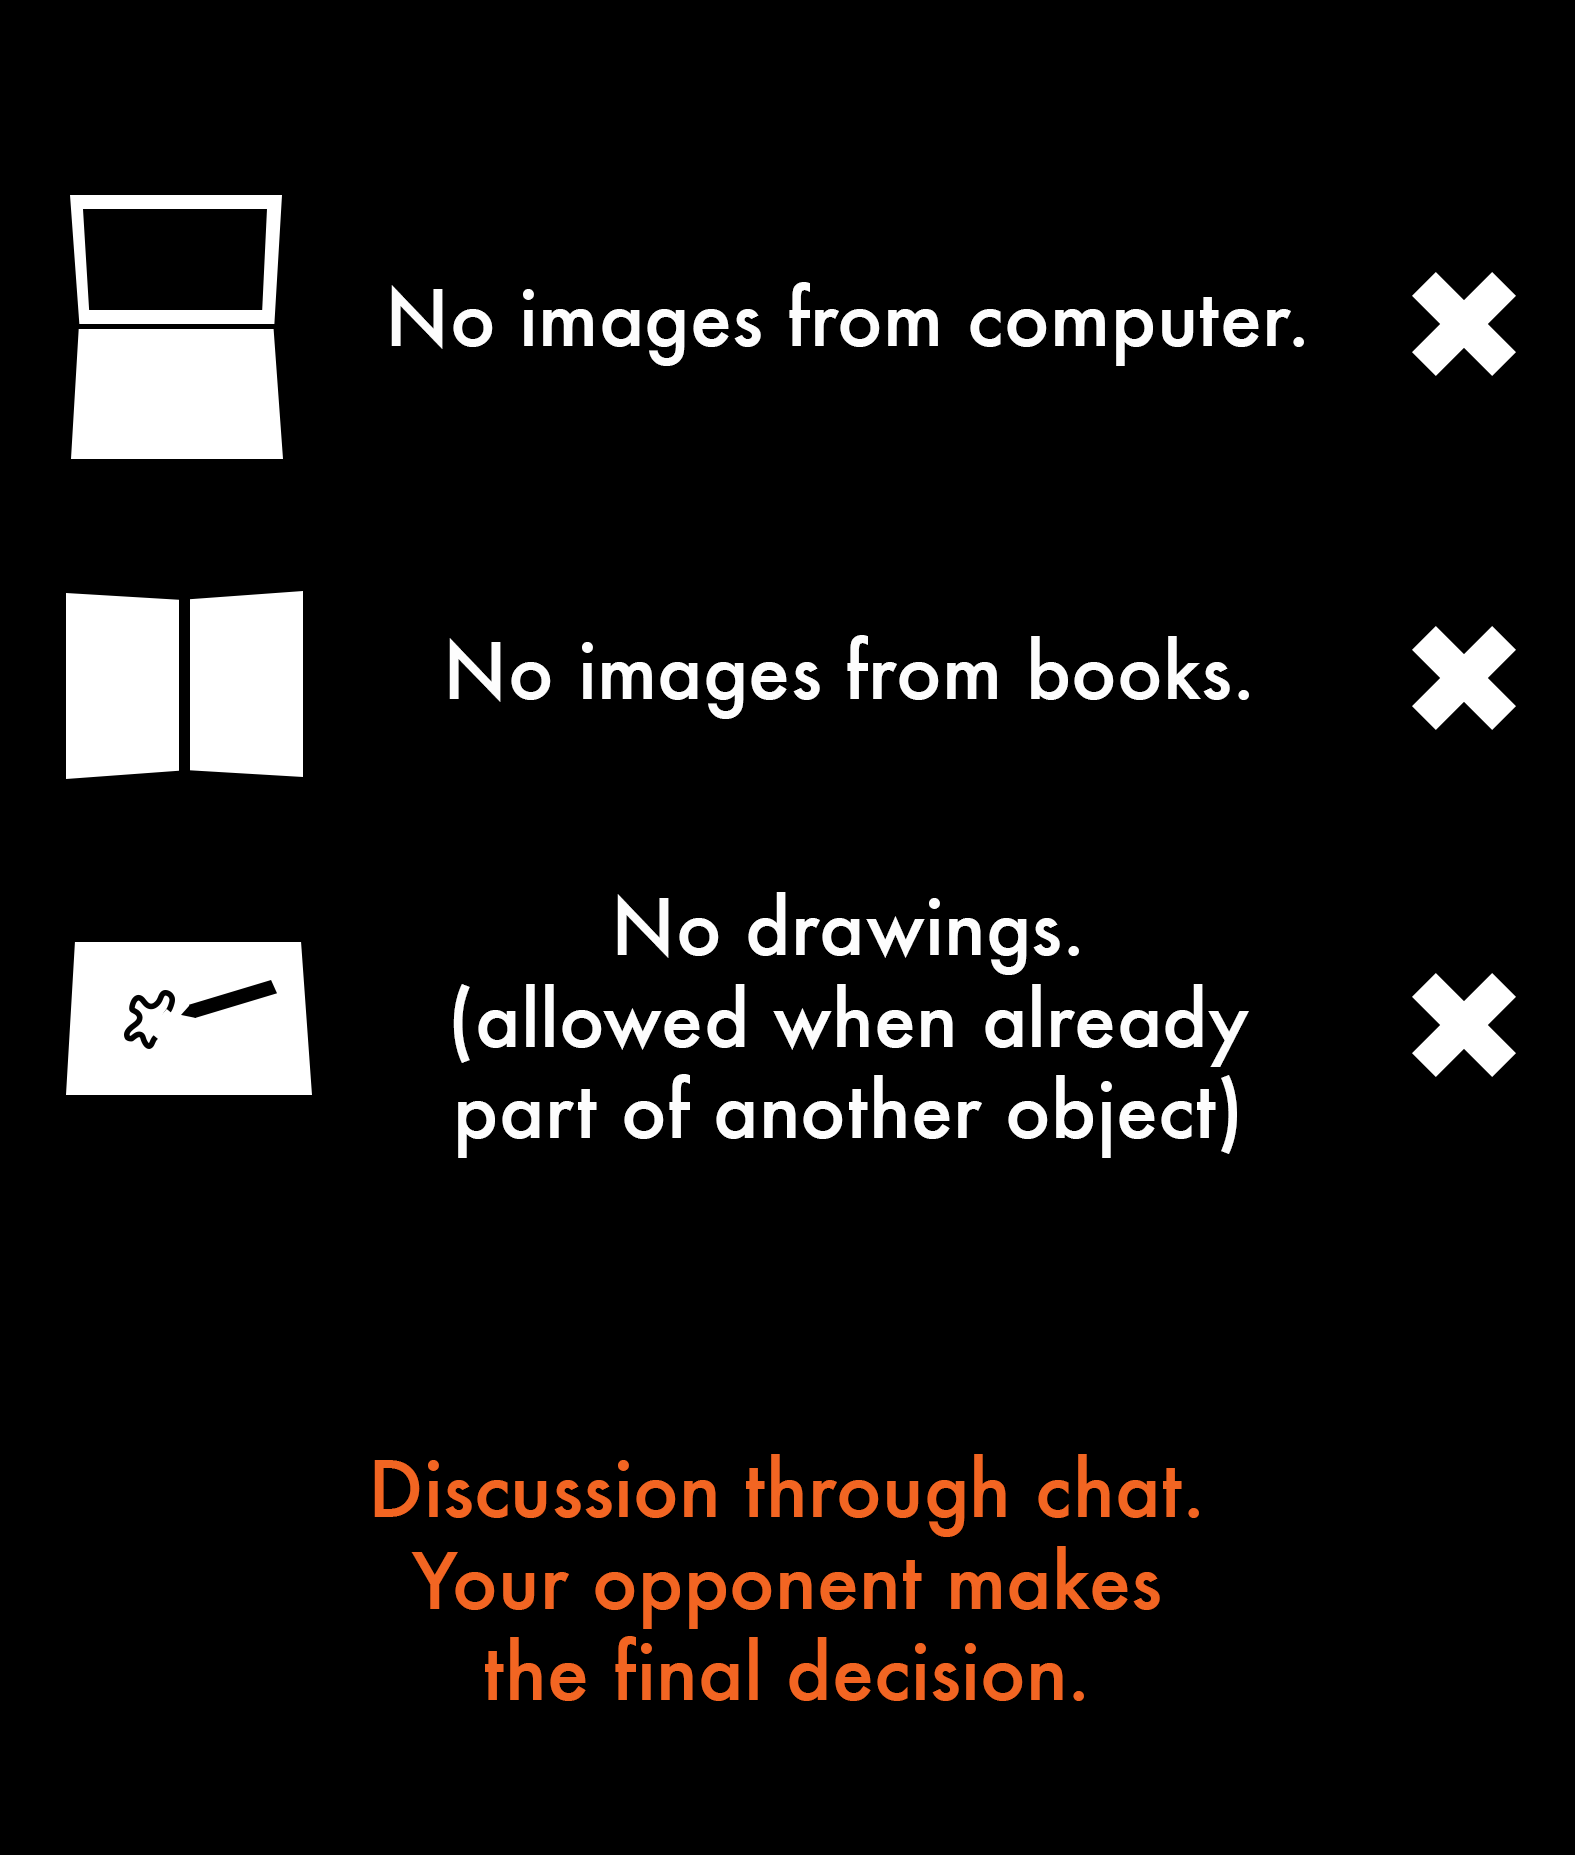 No images from computer.
No images from books.
No drawings.
(allowed when already
part of another object)
Discussion through chat.
Your opponent makes
the final decision.